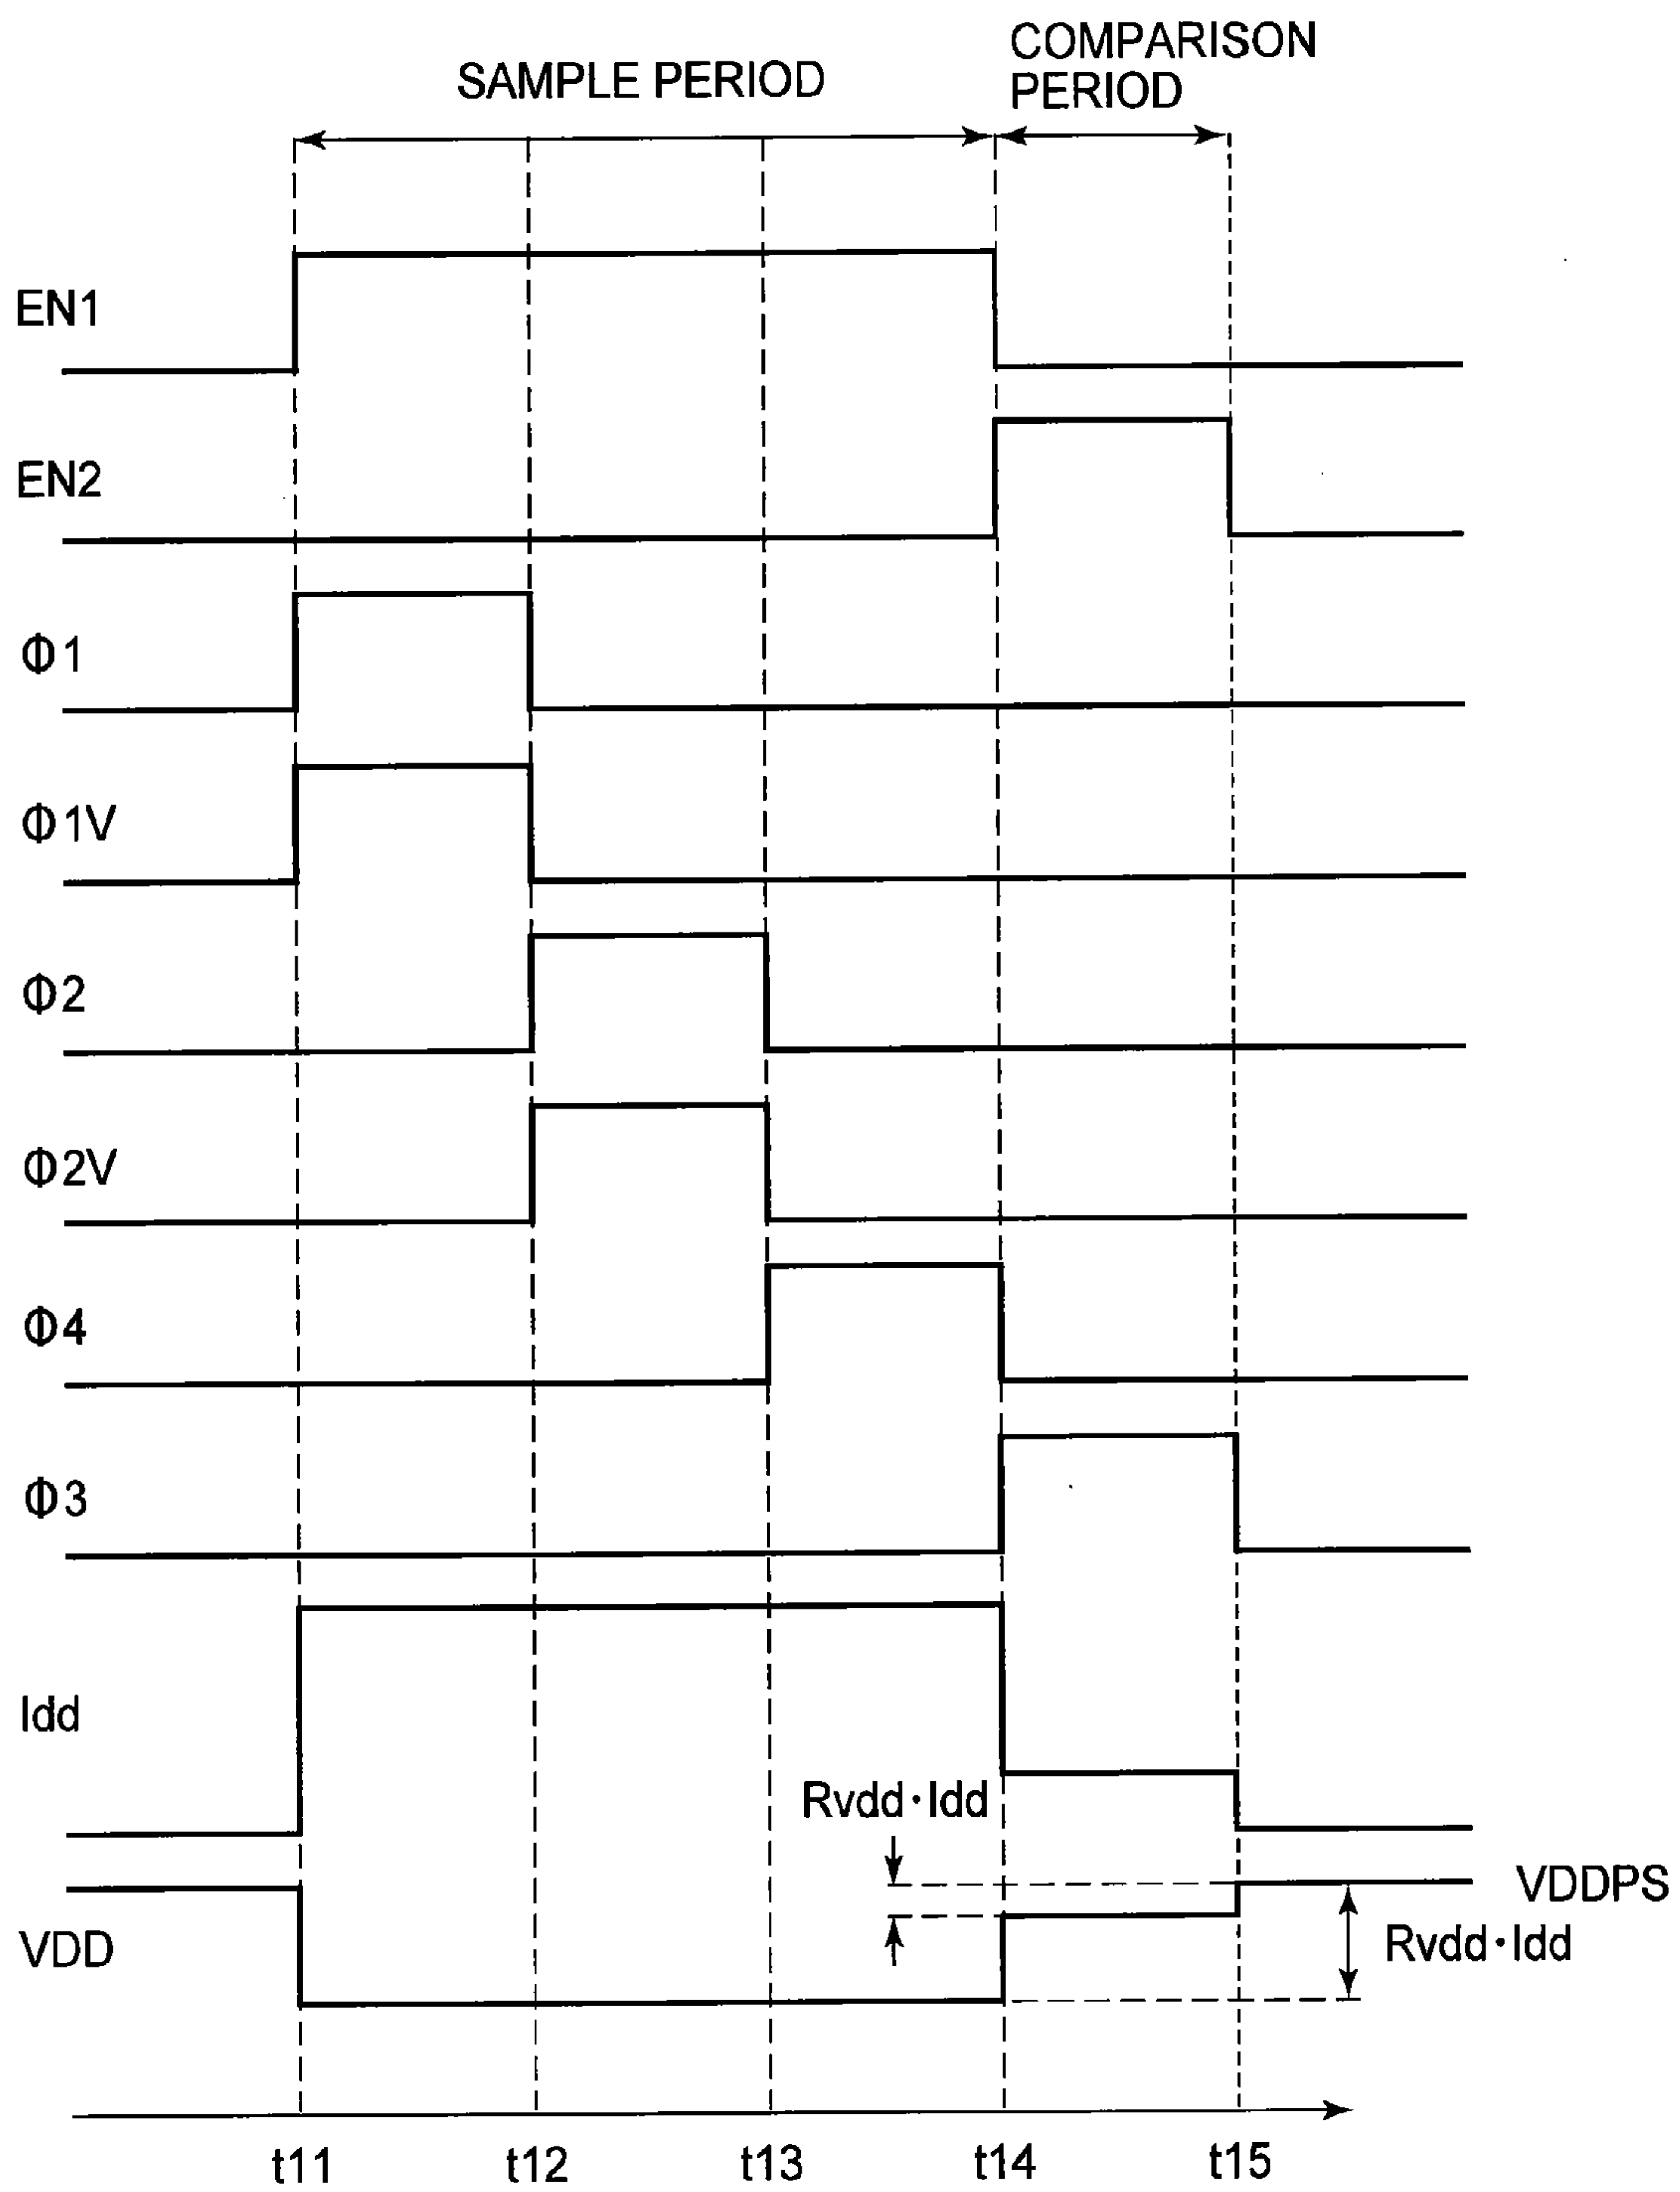 SAMPLE PERIOD
COMPARISON
PERIOD
EN1
EN2
Φ1
Φ1V
Φ2
Φ2V
Φ4
Φ3
Idd
Rvdd·Idd
VDDPS
VDD
Rvdd·Idd
t11
t12
t13
t14
t15